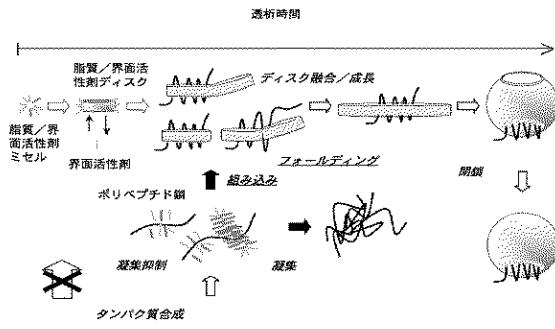 透析時間
脂質／界面活
性剤ディスク
ディスク融合／成長
脂質／界
面活性剤
ミセル
界面活性剤
フォールディング
組み込み
閉鎖
ポリペプチド鎖
凝集抑制
凝集
タンパク質合成